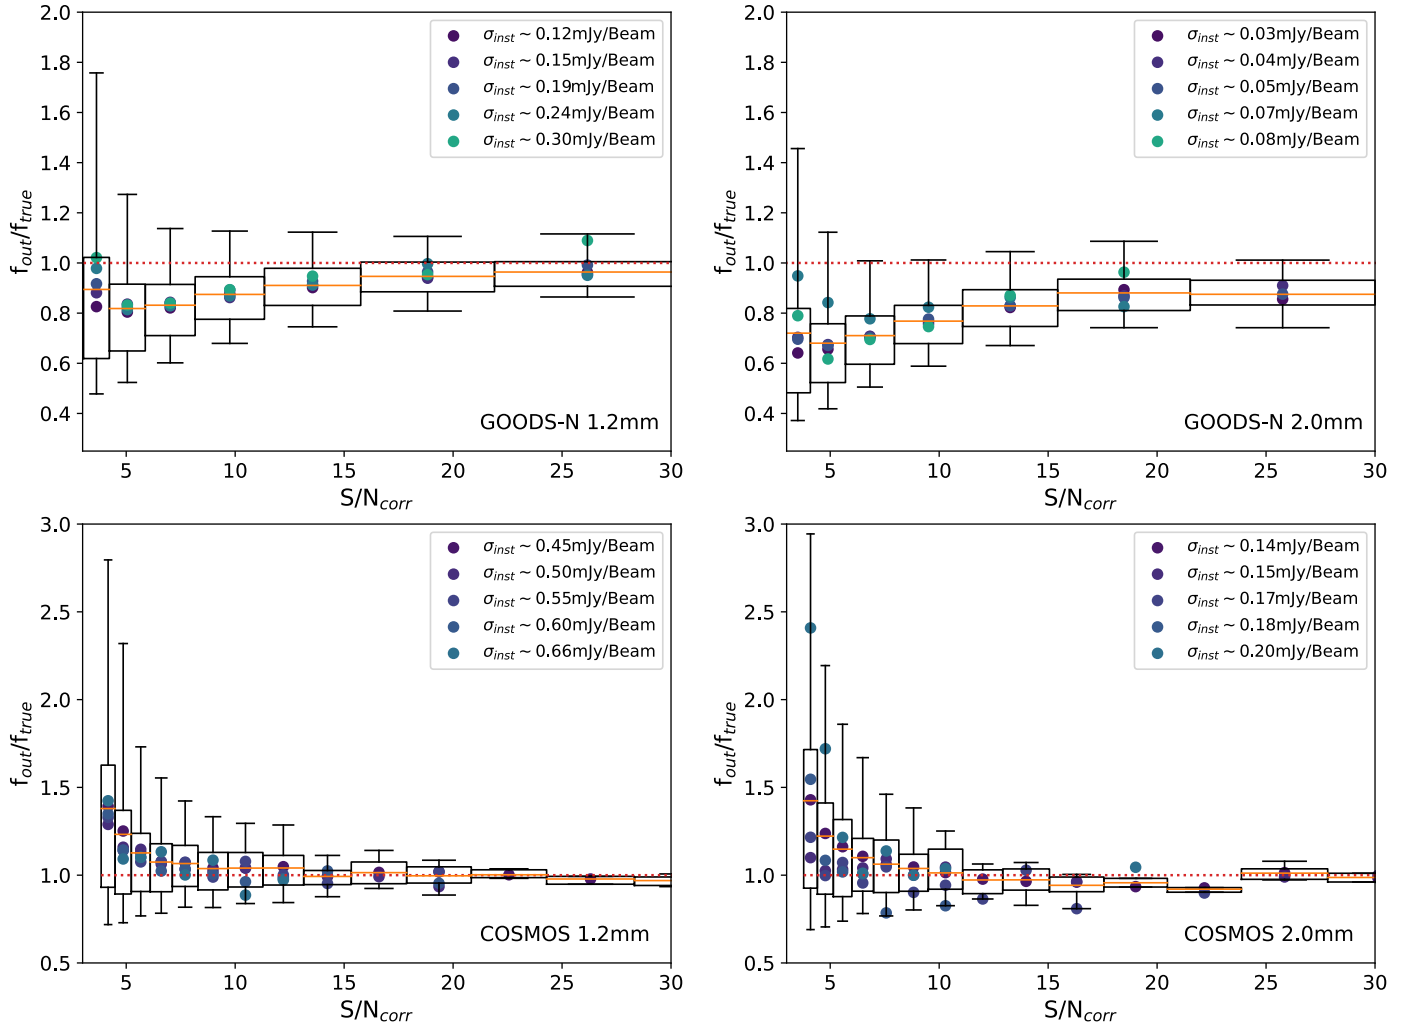 2.0
1.8
1.6
1.4
1.2
1.0
0.8
0.6
0.4
f_out/f_true
σ_inst ~ 0.12mJy/Beam
σ_inst ~ 0.15mJy/Beam
σ_inst ~ 0.19mJy/Beam
σ_inst ~ 0.24mJy/Beam
σ_inst ~ 0.30mJy/Beam
GOODS-N 1.2mm
5 10 15 20 25 30
S/N_corr
2.0
1.8
1.6
1.4
1.2
1.0
0.8
0.6
0.4
f_out/f_true
σ_inst ~ 0.03mJy/Beam
σ_inst ~ 0.04mJy/Beam
σ_inst ~ 0.05mJy/Beam
σ_inst ~ 0.07mJy/Beam
σ_inst ~ 0.08mJy/Beam
GOODS-N 2.0mm
5 10 15 20 25 30
S/N_corr
3.0
2.5
2.0
1.5
1.0
0.5
f_out/f_true
σ_inst ~ 0.45mJy/Beam
σ_inst ~ 0.50mJy/Beam
σ_inst ~ 0.55mJy/Beam
σ_inst ~ 0.60mJy/Beam
σ_inst ~ 0.66mJy/Beam
COSMOS 1.2mm
5 10 15 20 25 30
S/N_corr
3.0
2.5
2.0
1.5
1.0
0.5
f_out/f_true
σ_inst ~ 0.14mJy/Beam
σ_inst ~ 0.15mJy/Beam
σ_inst ~ 0.17mJy/Beam
σ_inst ~ 0.18mJy/Beam
σ_inst ~ 0.20mJy/Beam
COSMOS 2.0mm
5 10 15 20 25 30
S/N_corr